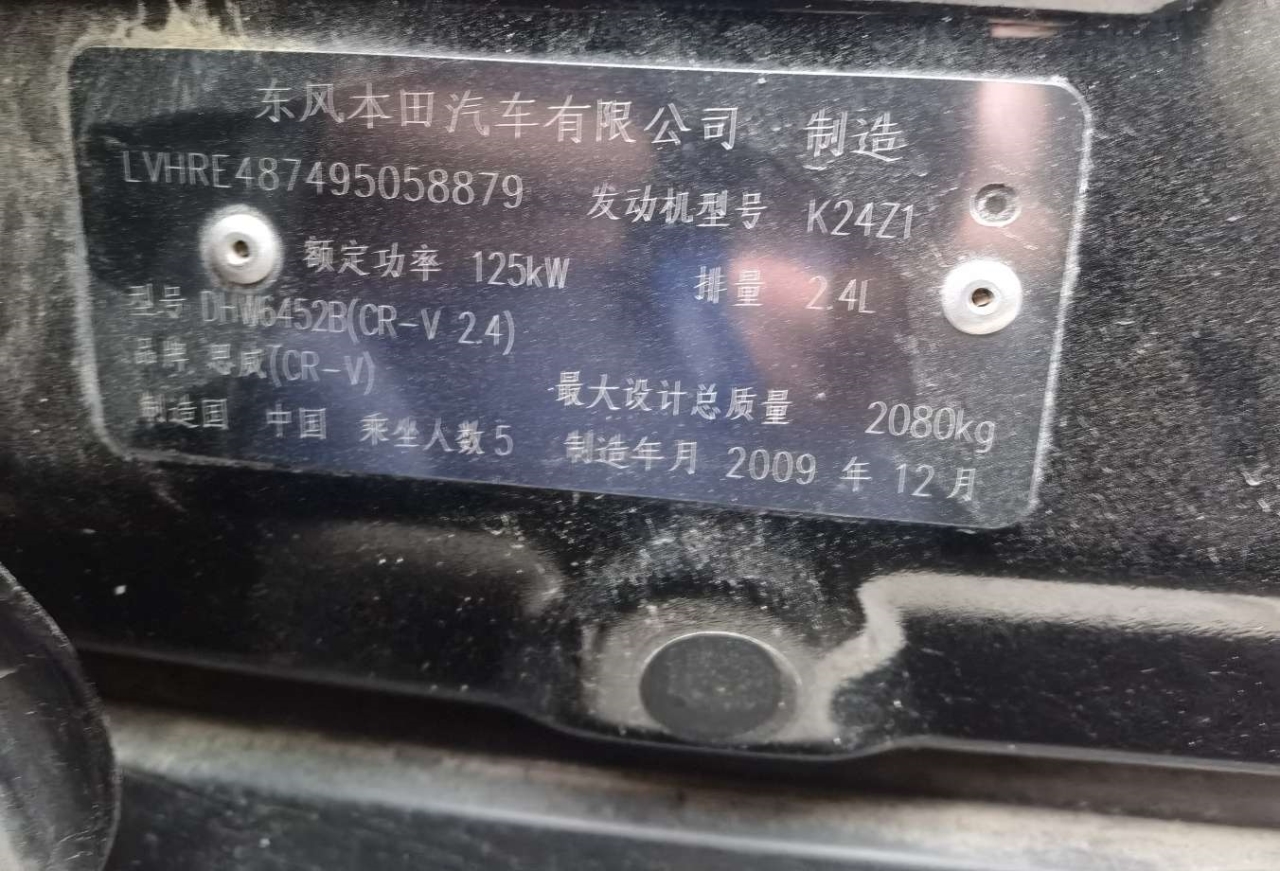 东风本田汽车有限公司 制造
LVHRE487495058879 发动机型号 K24Z1
额定功率 125kW 排量 2.4L
型号 DHW6452B(CR-V 2.4)
品牌 思威(CR-V) 最大设计总质量 2080kg
制造国 中国 乘坐人数5 制造年月 2009 年 12月